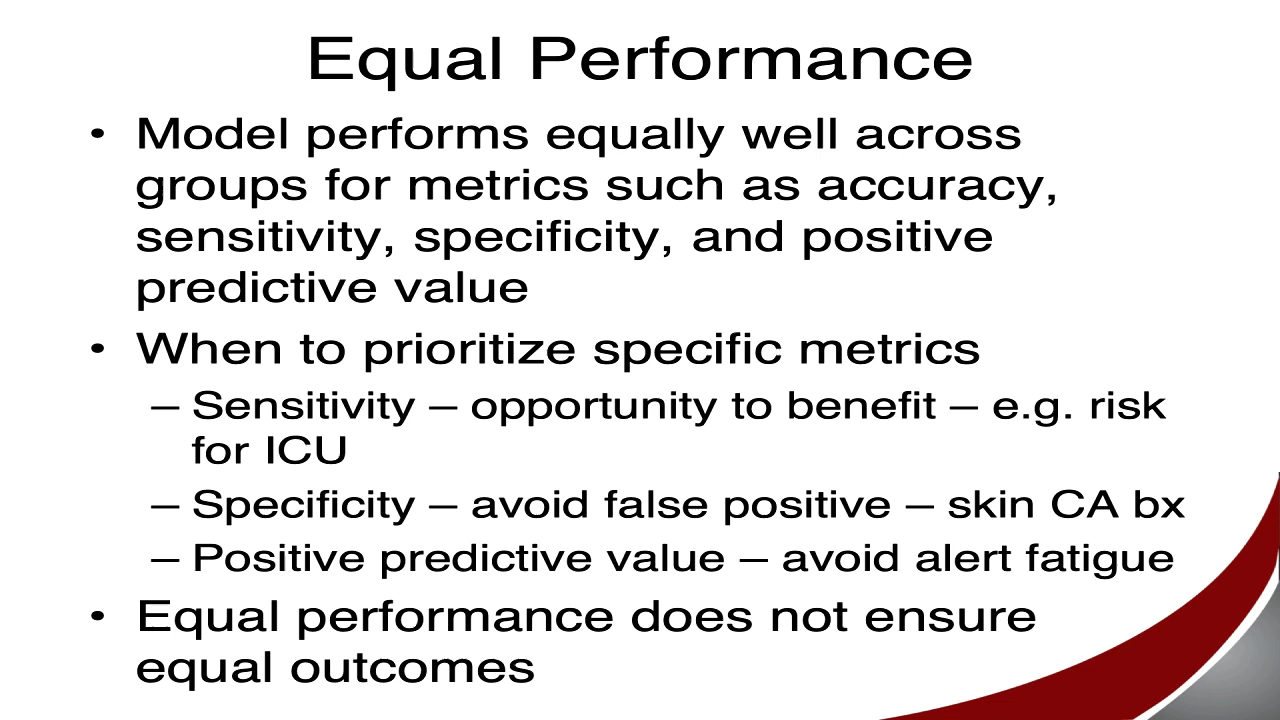 Equal Performance
• Model performs equally well across
groups for metrics such as accuracy,
sensitivity, specificity, and positive
predictive value
• When to prioritize specific metrics
– Sensitivity – opportunity to benefit – e.g. risk
for ICU
– Specificity – avoid false positive – skin CA bx
– Positive predictive value – avoid alert fatigue
• Equal performance does not ensure
equal outcomes